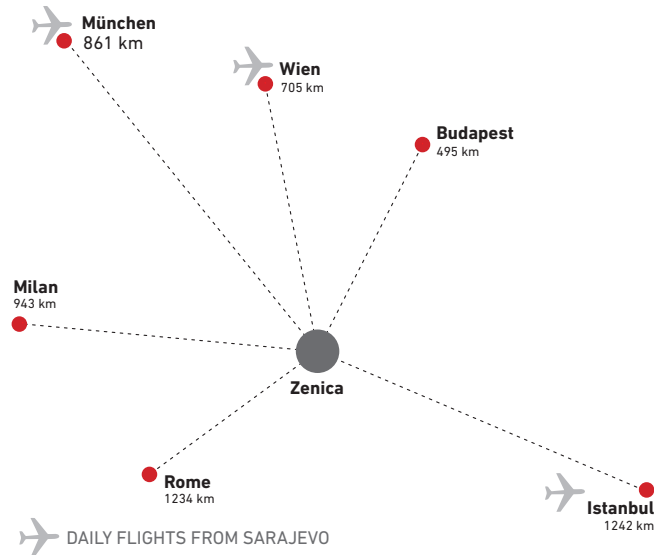 München
861 km
Wien
705 km
Budapest
495 km
Milan
943 km
Zenica
Rome
1234 km
Istanbul
1242 km
DAILY FLIGHTS FROM SARAJEVO